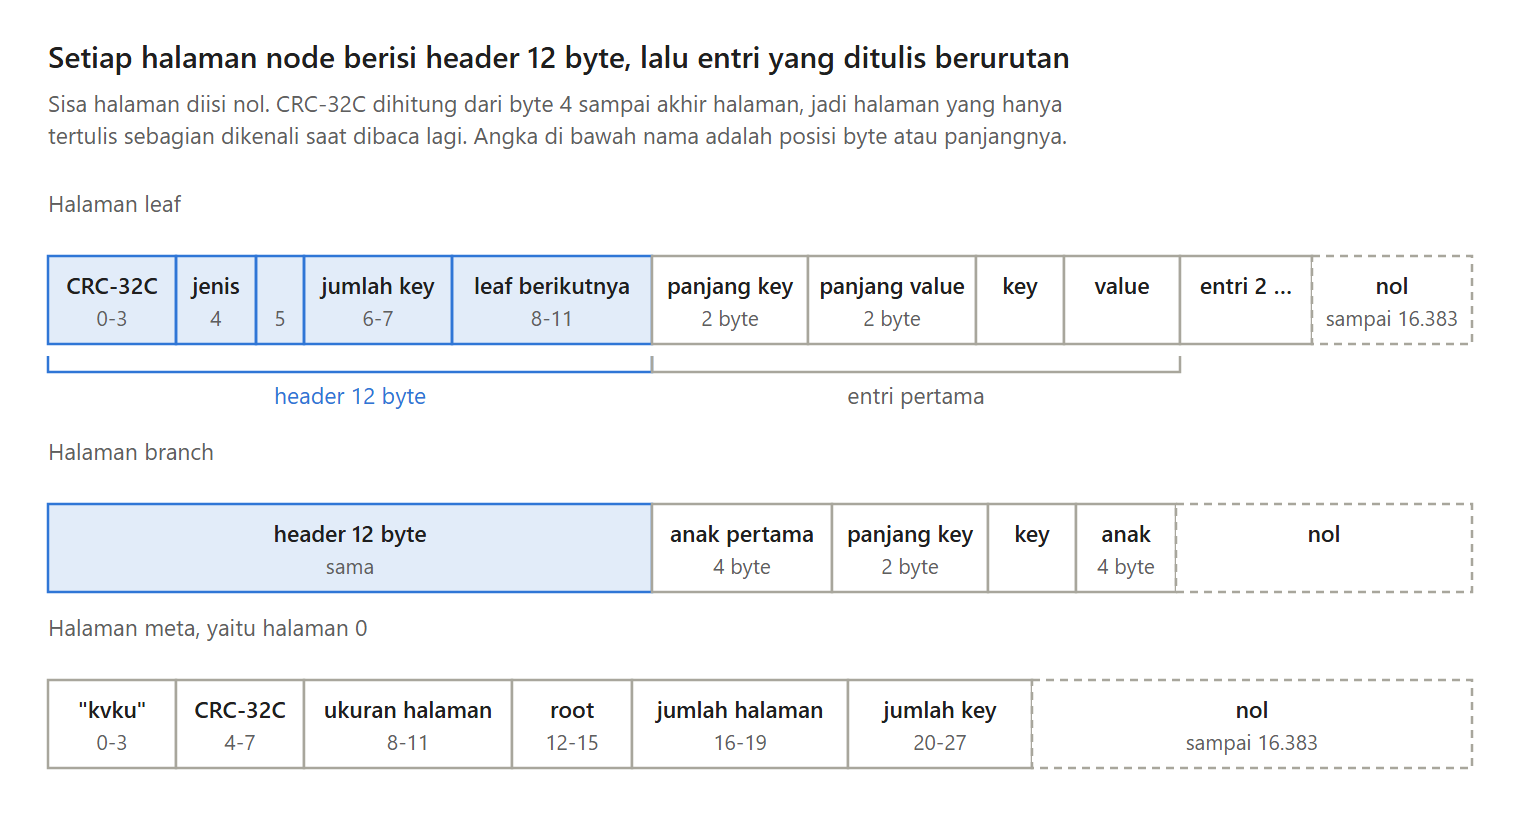 Setiap halaman node berisi header 12 byte, lalu entri yang ditulis berurutan
Sisa halaman diisi nol. CRC-32C dihitung dari byte 4 sampai akhir halaman, jadi halaman yang hanya
tertulis sebagian dikenali saat dibaca lagi. Angka di bawah nama adalah posisi byte atau panjangnya.
Halaman leaf
CRC-32C jenis jumlah key leaf berikutnya panjang key panjang value key value entri 2 ... nol
0-3 4 5 6-7 8-11 2 byte 2 byte sampai 16.383
header 12 byte entri pertama
Halaman branch
header 12 byte anak pertama panjang key key anak nol
sama 4 byte 2 byte 4 byte
Halaman meta, yaitu halaman 0
"kvku" CRC-32C ukuran halaman root jumlah halaman jumlah key nol
0-3 4-7 8-11 12-15 16-19 20-27 sampai 16.383